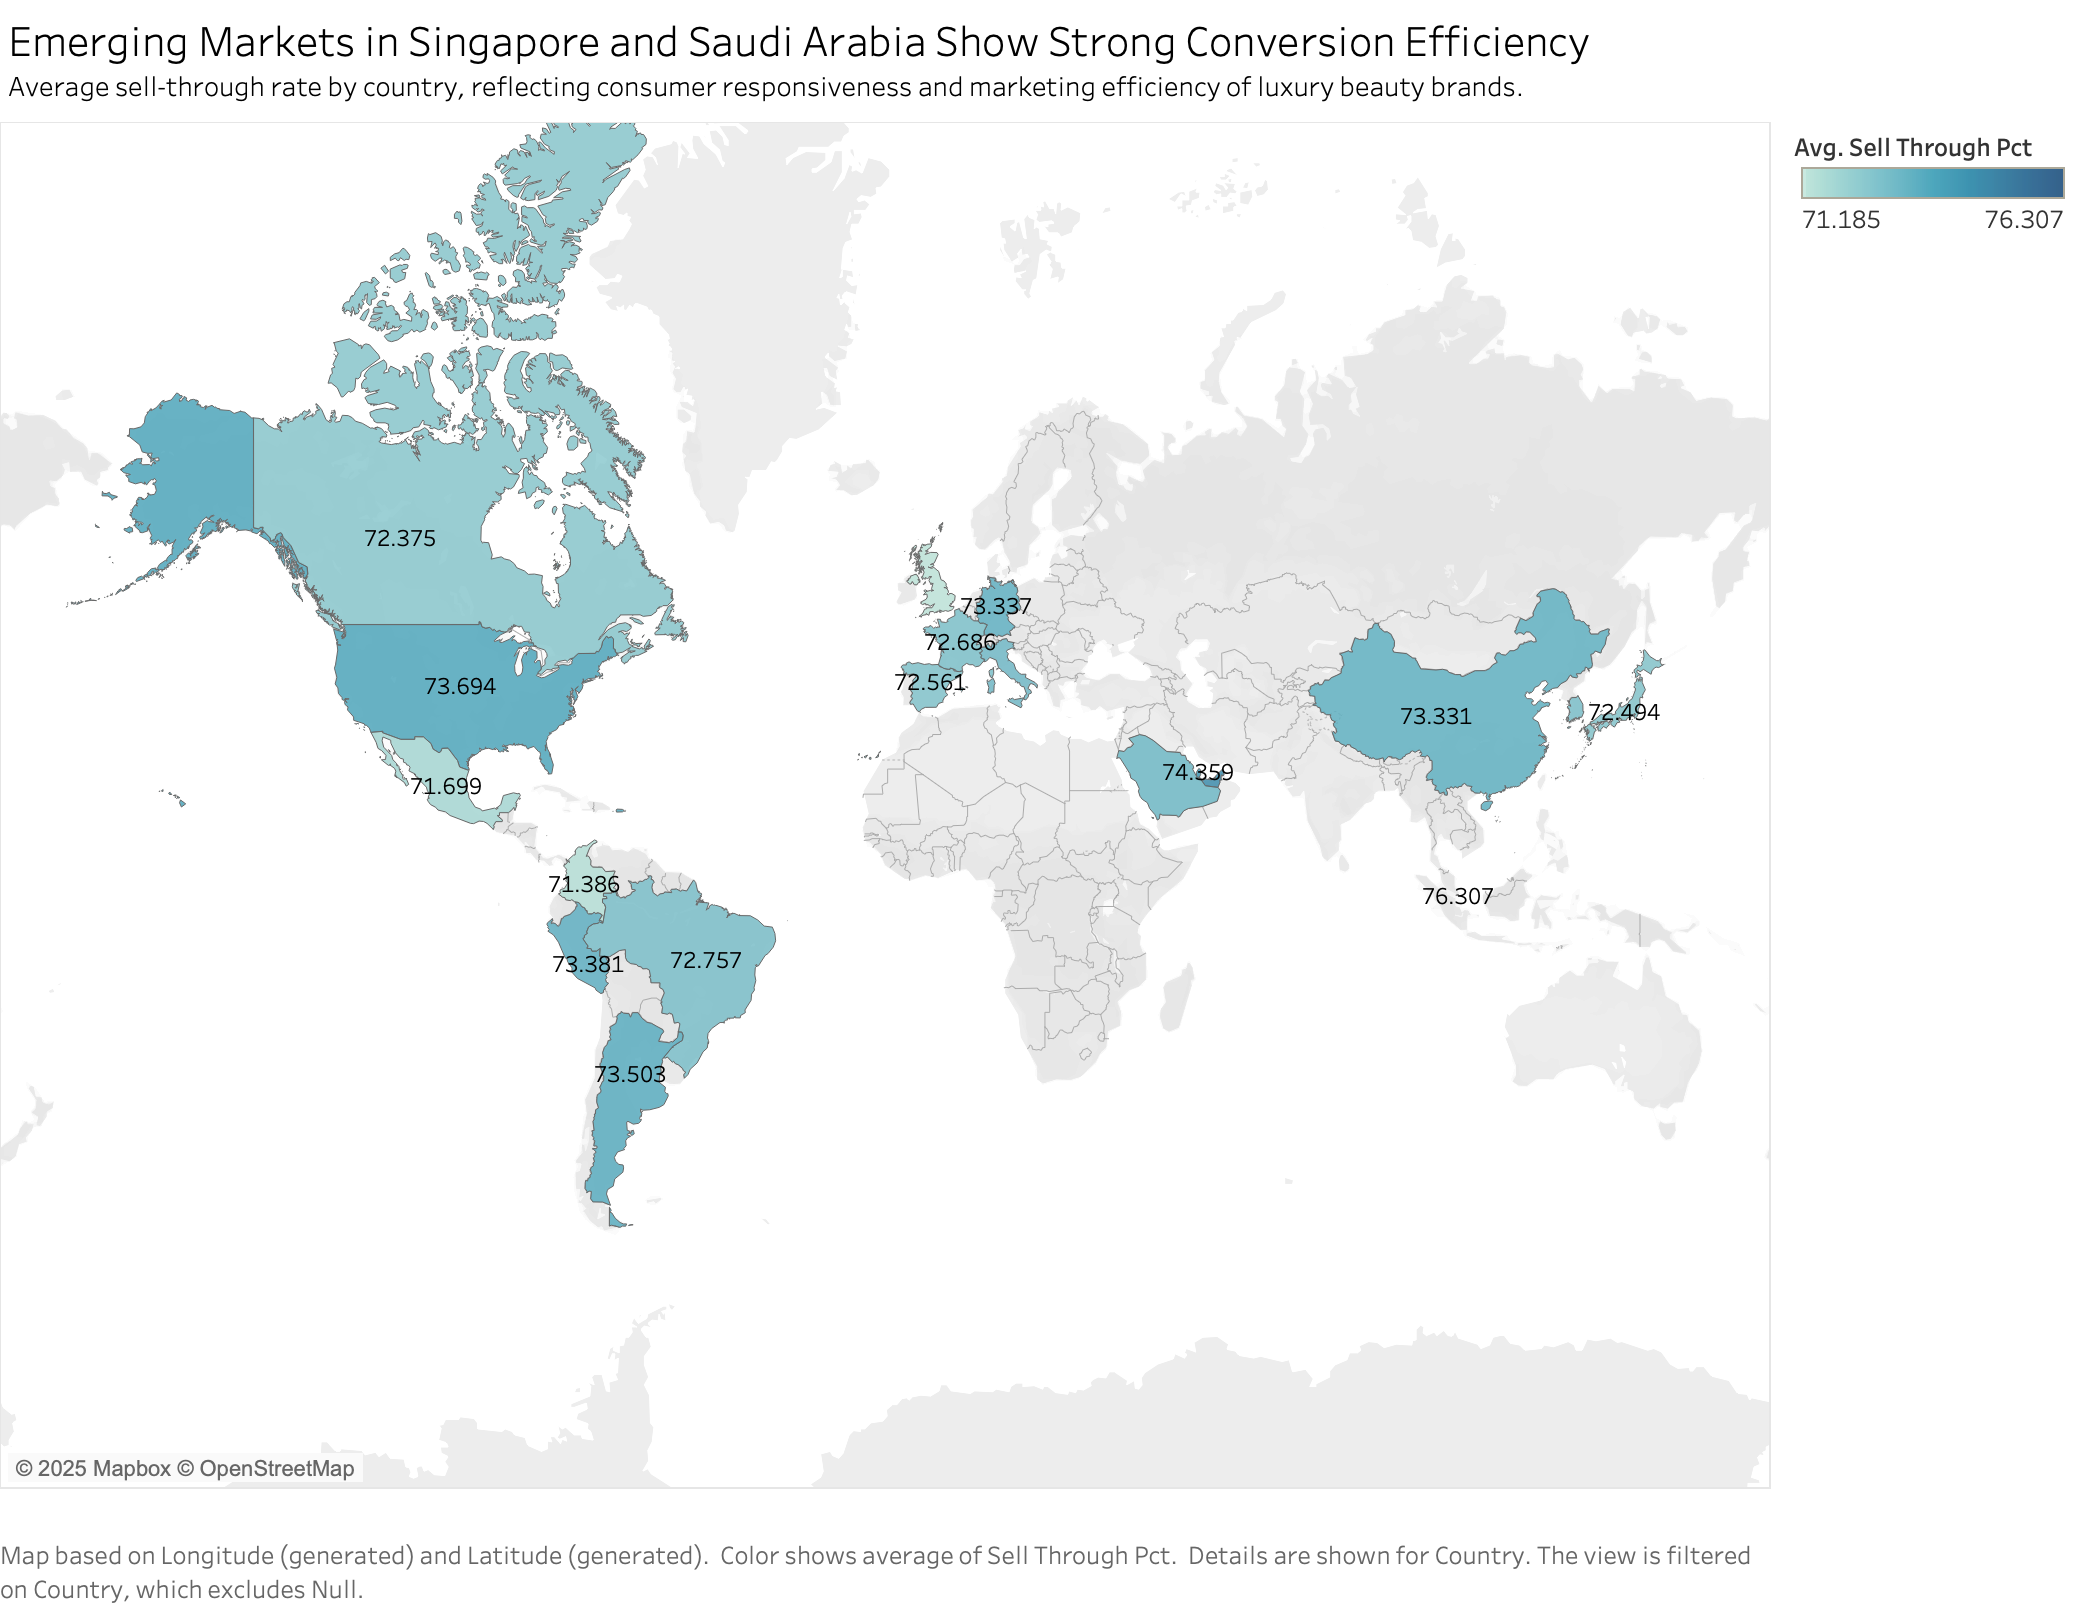 Emerging Markets in Singapore and Saudi Arabia Show Strong Conversion Efficiency
Average sell-through rate by country, reflecting consumer responsiveness and marketing efficiency of luxury beauty brands.
Avg. Sell Through Pct
71.185 76.307
72.375
73.337
72.686
72.561
73.694
73.331
72.494
74.359
71.699
71.386
76.307
73.381
72.757
73.503
© 2025 Mapbox © OpenStreetMap
Map based on Longitude (generated) and Latitude (generated). Color shows average of Sell Through Pct. Details are shown for Country. The view is filtered
on Country, which excludes Null.